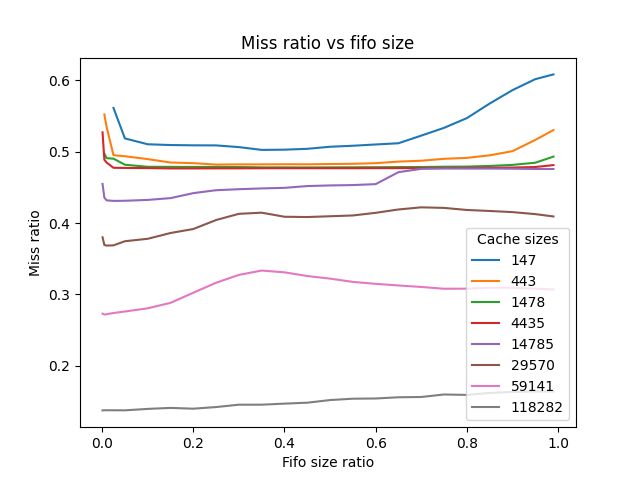 Miss ratio vs fifo size
Miss ratio
0.6
0.5
0.4
0.3
0.2
0.0 0.2 0.4 0.6 0.8 1.0
Fifo size ratio
Cache sizes
147
443
1478
4435
14785
29570
59141
118282